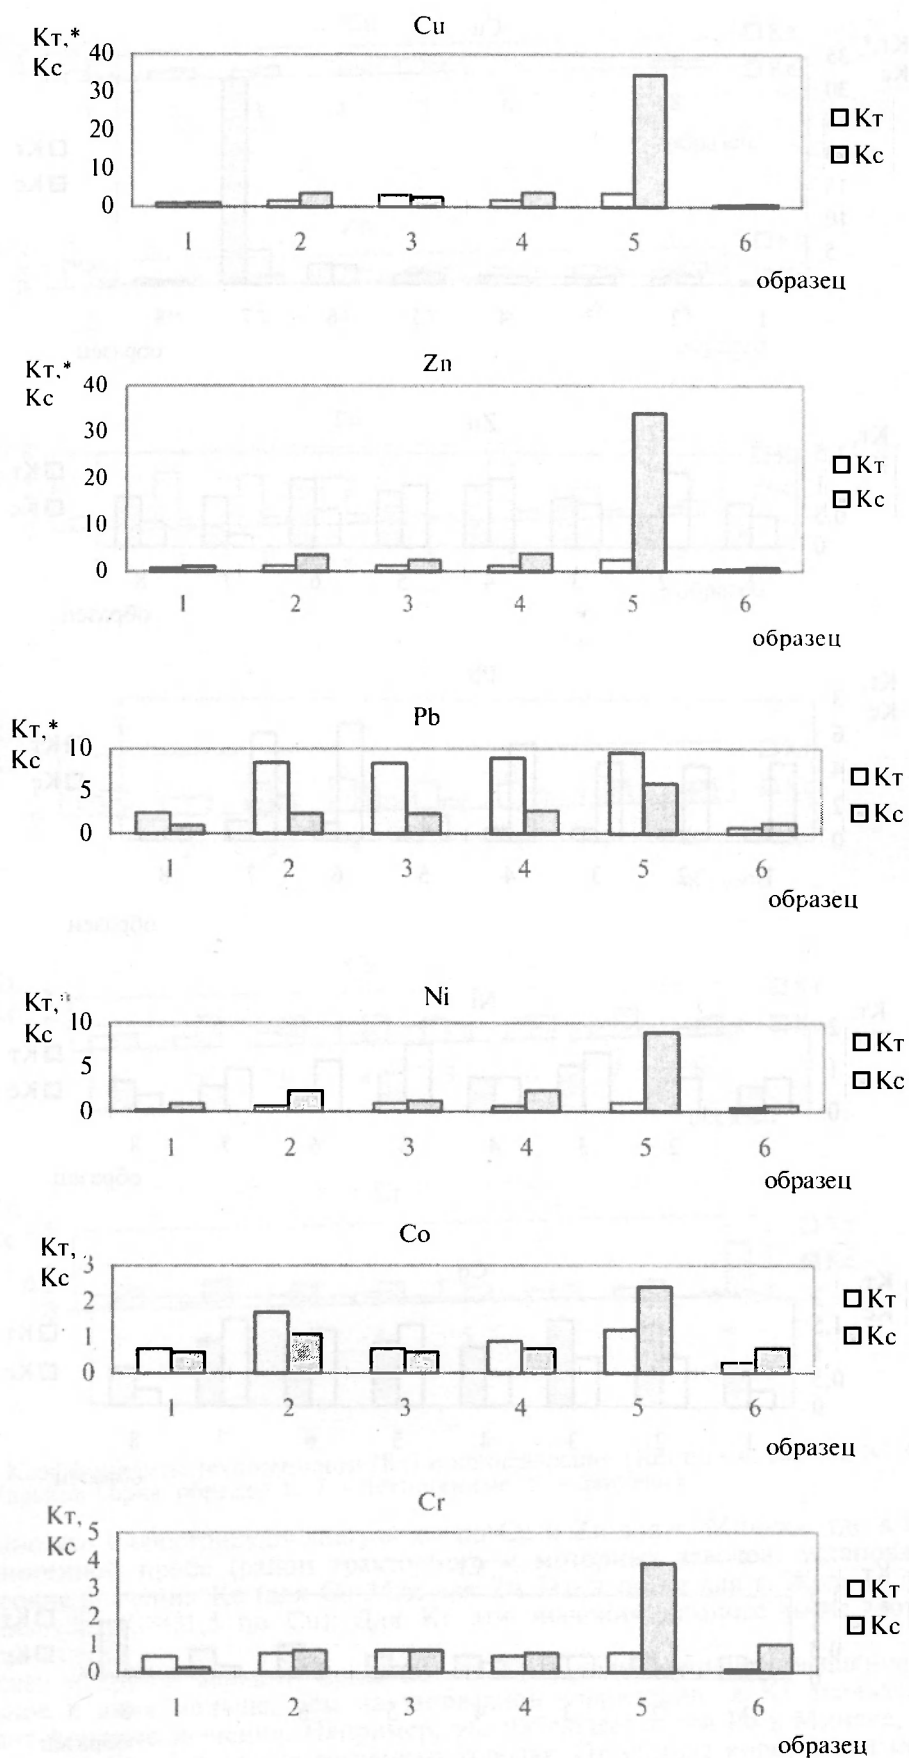 Cu
Кт,*
Кс
40
30
20
10
0
Кт
Кс
1 2 3 4 5 6
образец
Zn
Кт,*
Кс
40
30
20
10
0
Кт
Кс
1 2 3 4 5 6
образец
Pb
Кт,*
Кс
10
5
0
Кт
Кс
1 2 3 4 5 6
образец
Ni
Кт,*
Кс
10
5
0
Кт
Кс
1 2 3 4 5 6
образец
Co
Кт,
Кс
3
2
1
0
Кт
Кс
1 2 3 4 5 6
образец
Cr
Кт,
Кс
5
4
3
2
1
0
Кт
Кс
1 2 3 4 5 6
образец